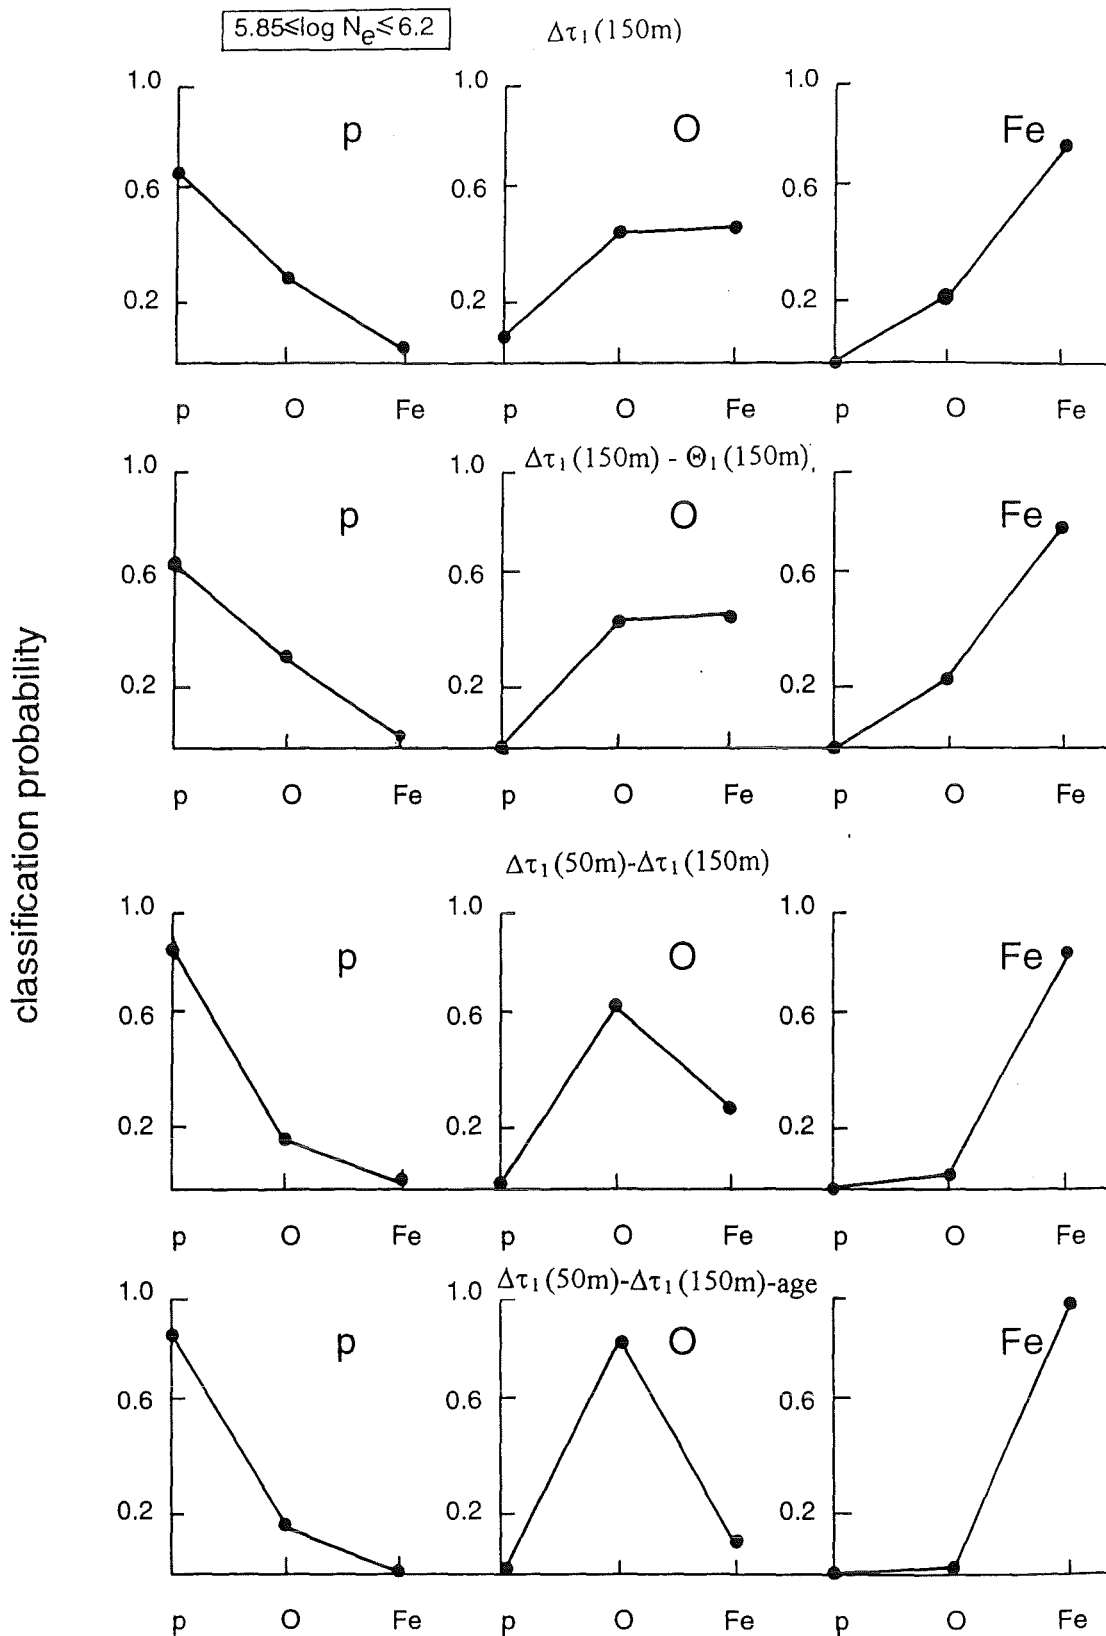 5.85≤log Ne≤6.2
Δτ₁(150m)
1.0 1.0 1.0
p O Fe
0.6 0.6 0.6
0.2 0.2 0.2
p O Fe p O Fe p O Fe
Δτ₁(150m) - Θ₁(150m)
1.0 1.0
p O Fe
0.6 0.6 0.6
0.2 0.2 0.2
p O Fe p O Fe p O Fe
classification probability
Δτ₁(50m)-Δτ₁(150m)
1.0 1.0 1.0
p O Fe
0.6 0.6 0.6
0.2 0.2 0.2
p O Fe p O Fe p O Fe
Δτ₁(50m)-Δτ₁(150m)-age
1.0 1.0
p O Fe
0.6 0.6 0.6
0.2 0.2 0.2
p O Fe p O Fe p O Fe